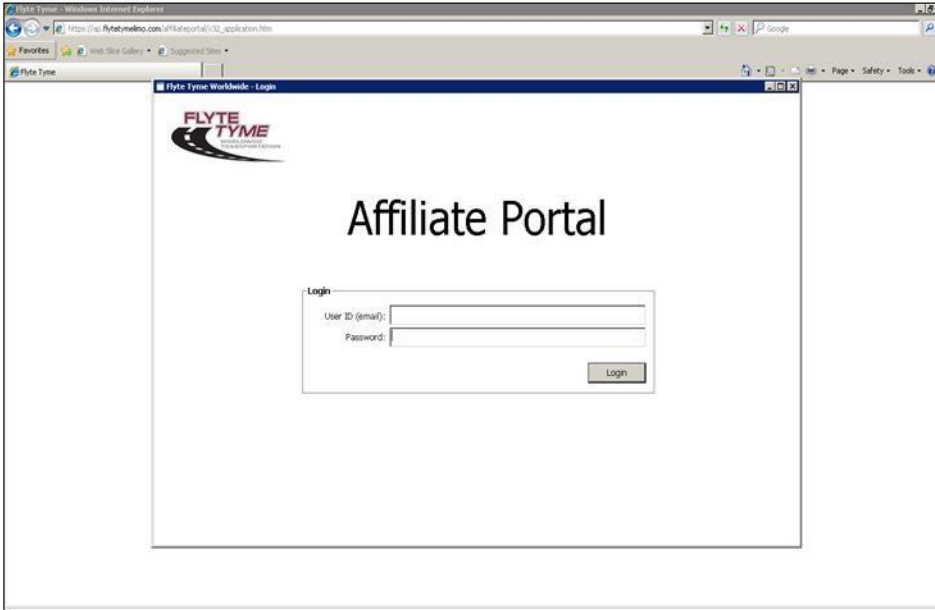 Flyte Tyme - Windows Internet Explorer
https://ap.flytetymelimo.com/affiliateportal/v32_application.htm
Google
Favorites
Web Slice Gallery
Suggested Sites
Flyte Tyme
Page
Safety
Tools
Flyte Tyme Worldwide - Login
FLYTE
TYME
WORLDWIDE
TRANSPORTATION
Affiliate Portal
Login
User ID (email):
Password:
Login